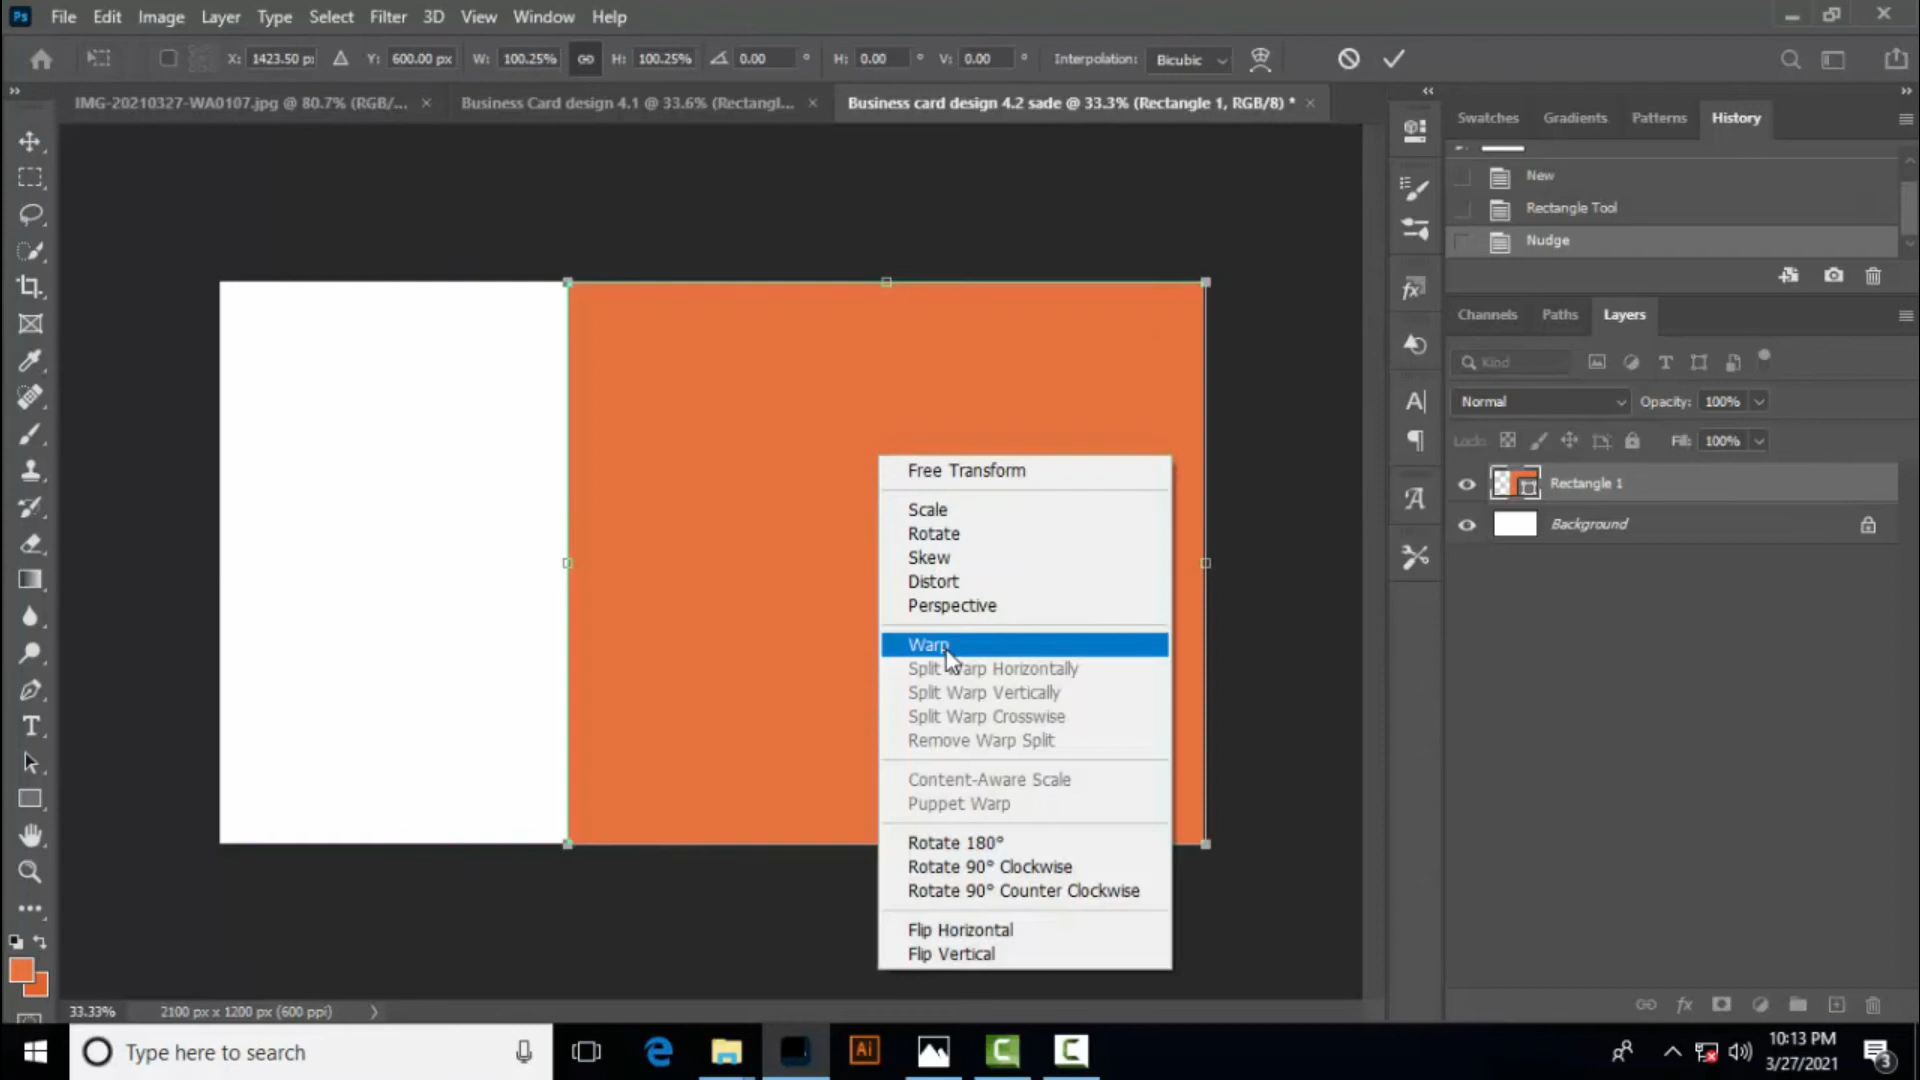 Ps File Edit Image Layer Type Select Filter 3D View Window Help
X: 1423.50 p: Y: 600.00 px W: 100.25% H: 100.25% 0.00 ° H: 0.00 ° V: 0.00 ° Interpolation: Bicubic
IMG-20210327-WA0107.jpg @ 80.7% (RGB/... × Business Card design 4.1 @ 33.6% (Rectangl... × Business card design 4.2 sade @ 33.3% (Rectangle 1, RGB/8) * ×
Swatches Gradients Patterns History
New
Rectangle Tool
Nudge
Channels Paths Layers
Kind
Normal Opacity: 100%
Lock: Fill: 100%
Rectangle 1
Background
Free Transform
Scale
Rotate
Skew
Distort
Perspective
Warp
Split Warp Horizontally
Split Warp Vertically
Split Warp Crosswise
Remove Warp Split
Content-Aware Scale
Puppet Warp
Rotate 180°
Rotate 90° Clockwise
Rotate 90° Counter Clockwise
Flip Horizontal
Flip Vertical
33.33% 2100 px x 1200 px (600 ppi)
Type here to search
Ai
10:13 PM
3/27/2021
3